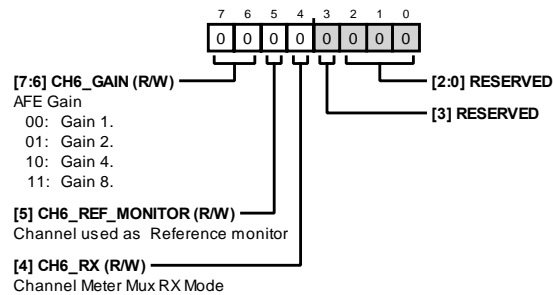 7 6 5 4 3 2 1 0
0 0 0 0 0 0 0 0
[7:6] CH6_GAIN (R/W)
AFE Gain
00: Gain 1.
01: Gain 2.
10: Gain 4.
11: Gain 8.
[5] CH6_REF_MONITOR (R/W)
Channel used as Reference monitor
[4] CH6_RX (R/W)
Channel Meter Mux RX Mode
[2:0] RESERVED
[3] RESERVED